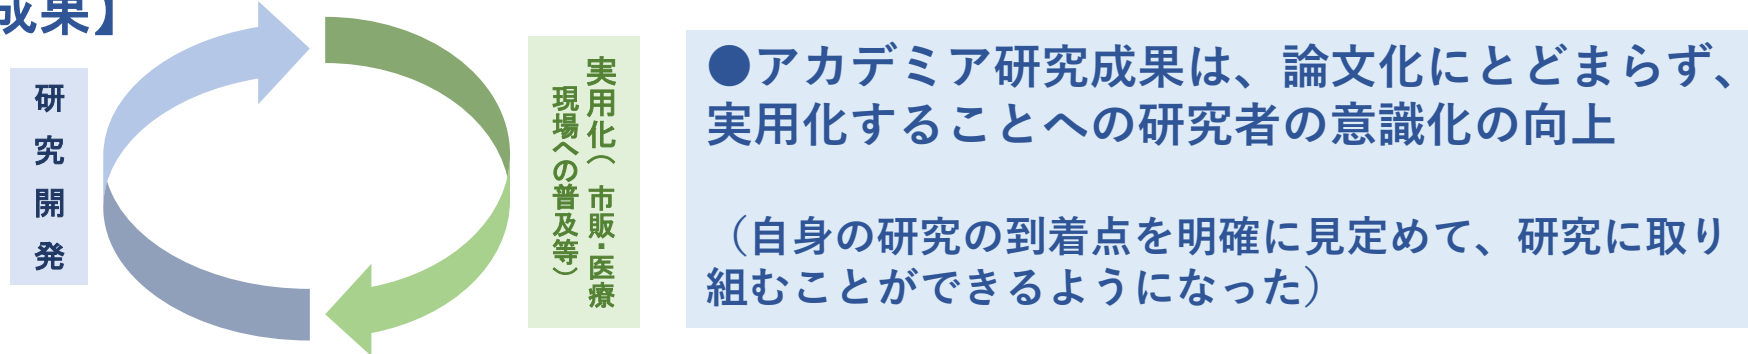 成果】
研究開発
実用化（市販・医療
現場への普及等）
●アカデミア研究成果は、論文化にとどまらず、
実用化することへの研究者の意識化の向上
（自身の研究の到着点を明確に見定めて、研究に取り
組むことができるようになった）